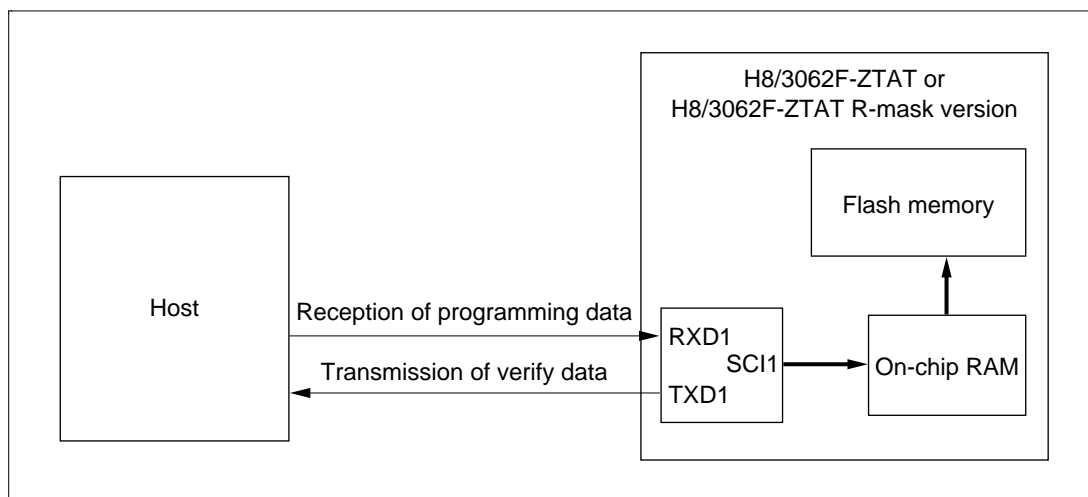 H8/3062F-ZTAT or
H8/3062F-ZTAT R-mask version
Flash memory
Host
Reception of programming data
RXD1
SCI1
On-chip RAM
Transmission of verify data
TXD1